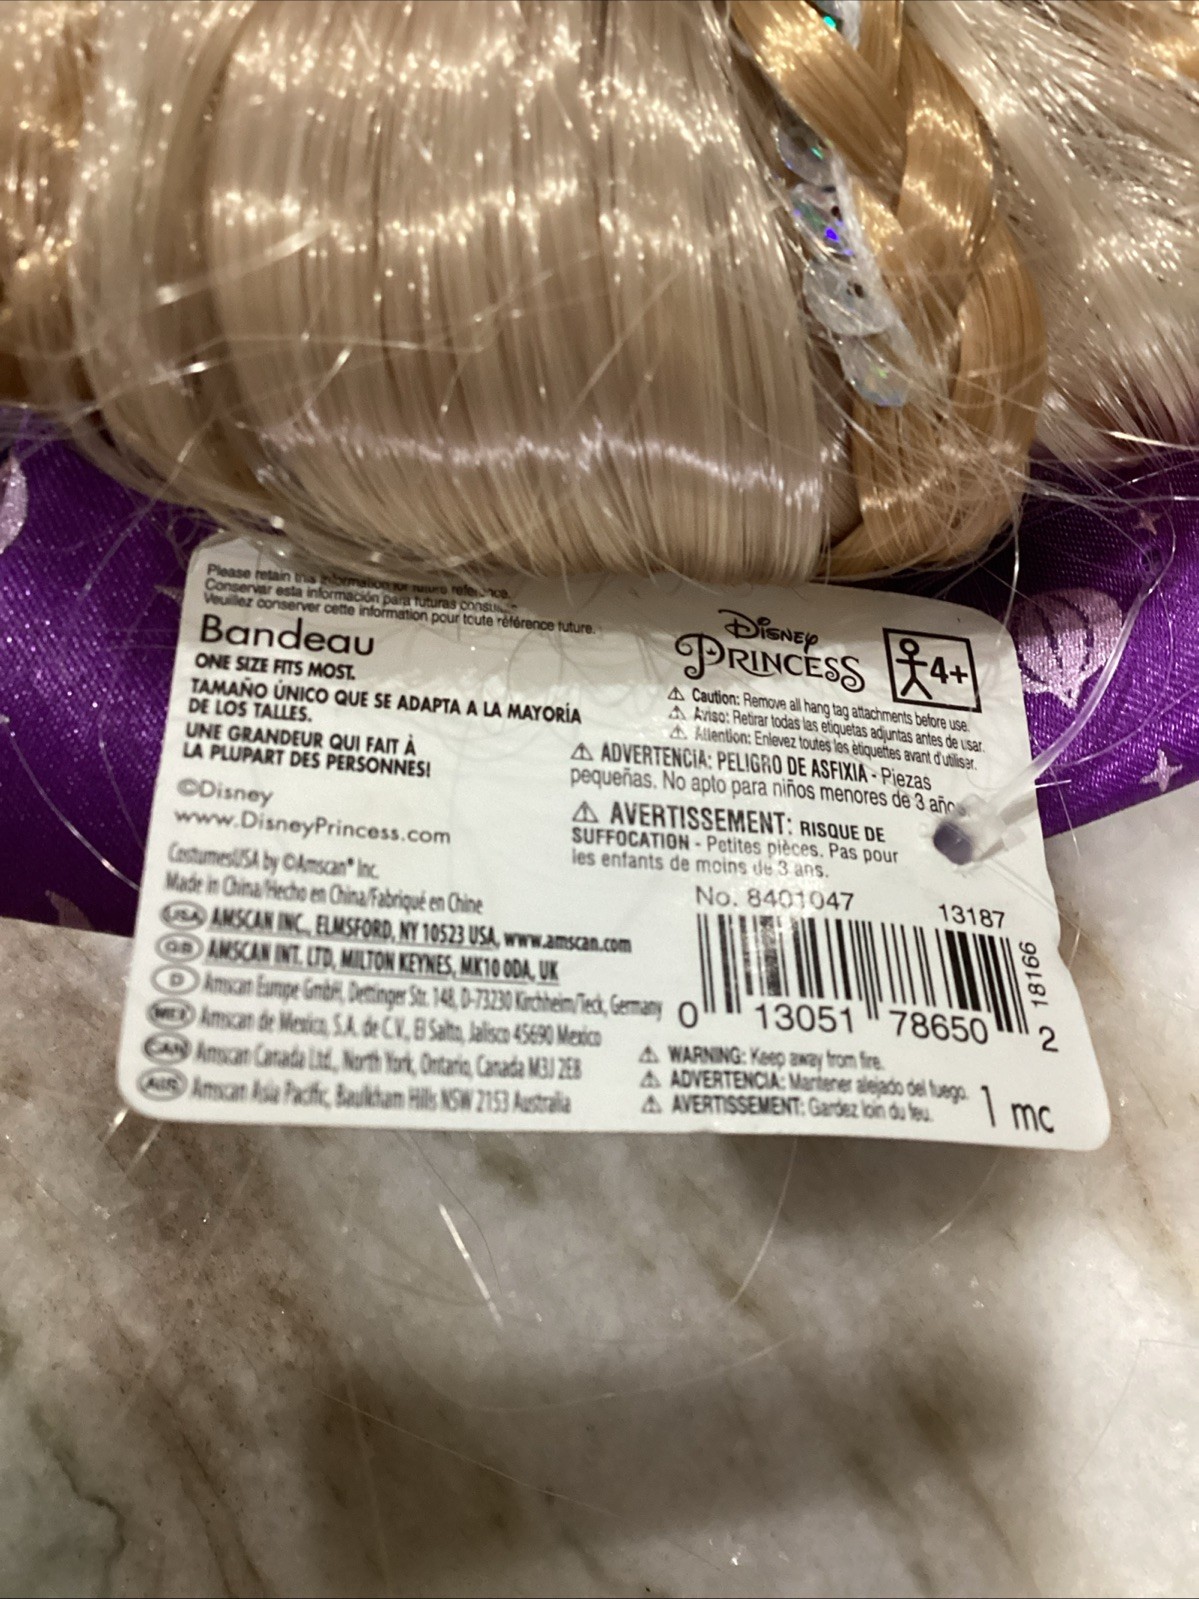 Please retain this information for future reference.
Conservar esta información para futuras
Veuillez conserver cette information pour toute référence future.
Bandeau
ONE SIZE FITS MOST.
TAMAÑO ÚNICO QUE SE ADAPTA A LA MAYORÍA
DE LOS TALLES.
UNE GRANDEUR QUI FAIT À
LA PLUPART DES PERSONNES!
©Disney
www.DisneyPrincess.com
CostumesUSA by ©Amscan® Inc.
Made in China/Hecho en China/Fabriqué en Chine
USA AMSCAN INC., ELMSFORD, NY 10523 USA, www.amscan.com
GB AMSCAN INT. LTD, MILTON KEYNES, MK10 0DA, UK
D Amscan Europe GmbH, Dettinger Str. 148, D-73230 Kirchheim/Teck, Germany
MEX Amscan de Mexico, S.A. de C.V., El Salto, Jalisco 45690 Mexico
CAN Amscan Canada Ltd., North York, Ontario, Canada M3J 2E8
AUS Amscan Asia Pacific, Baulkham Hills NSW 2153 Australia
Disney
PRINCESS
4+
⚠ Caution: Remove all hang tag attachments before use.
⚠ Aviso: Retirar todas las etiquetas adjuntas antes de usar.
⚠ Attention: Enlevez toutes les étiquettes avant d'utiliser.
⚠ ADVERTENCIA: PELIGRO DE ASFIXIA - Piezas
pequeñas. No apto para niños menores de 3 años
⚠ AVERTISSEMENT: RISQUE DE
SUFFOCATION - Petites pièces. Pas pour
les enfants de moins de 3 ans.
No. 8401047
13187
18166
0 13051 78650 2
⚠ WARNING: Keep away from fire.
⚠ ADVERTENCIA: Mantener alejado del fuego.
⚠ AVERTISSEMENT: Gardez loin du feu.
1 mc